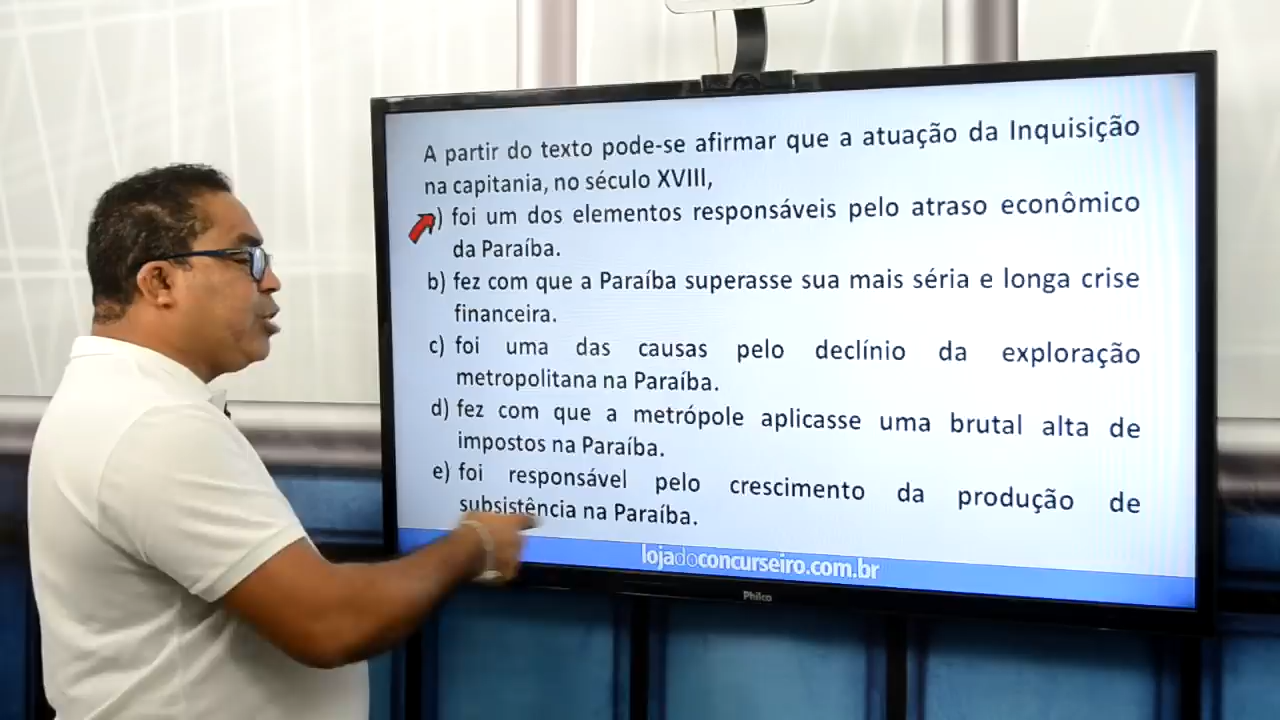 A partir do texto pode-se afirmar que a atuação da Inquisição
na capitania, no século XVIII,
) foi um dos elementos responsáveis pelo atraso econômico
da Paraíba.
b) fez com que a Paraíba superasse sua mais séria e longa crise
financeira.
c) foi uma das causas pelo declínio da exploração
metropolitana na Paraíba.
d) fez com que a metrópole aplicasse uma brutal alta de
impostos na Paraíba.
e) foi responsável pelo crescimento da produção de
subsistência na Paraíba.
lojadoconcurseiro.com.br
Philco